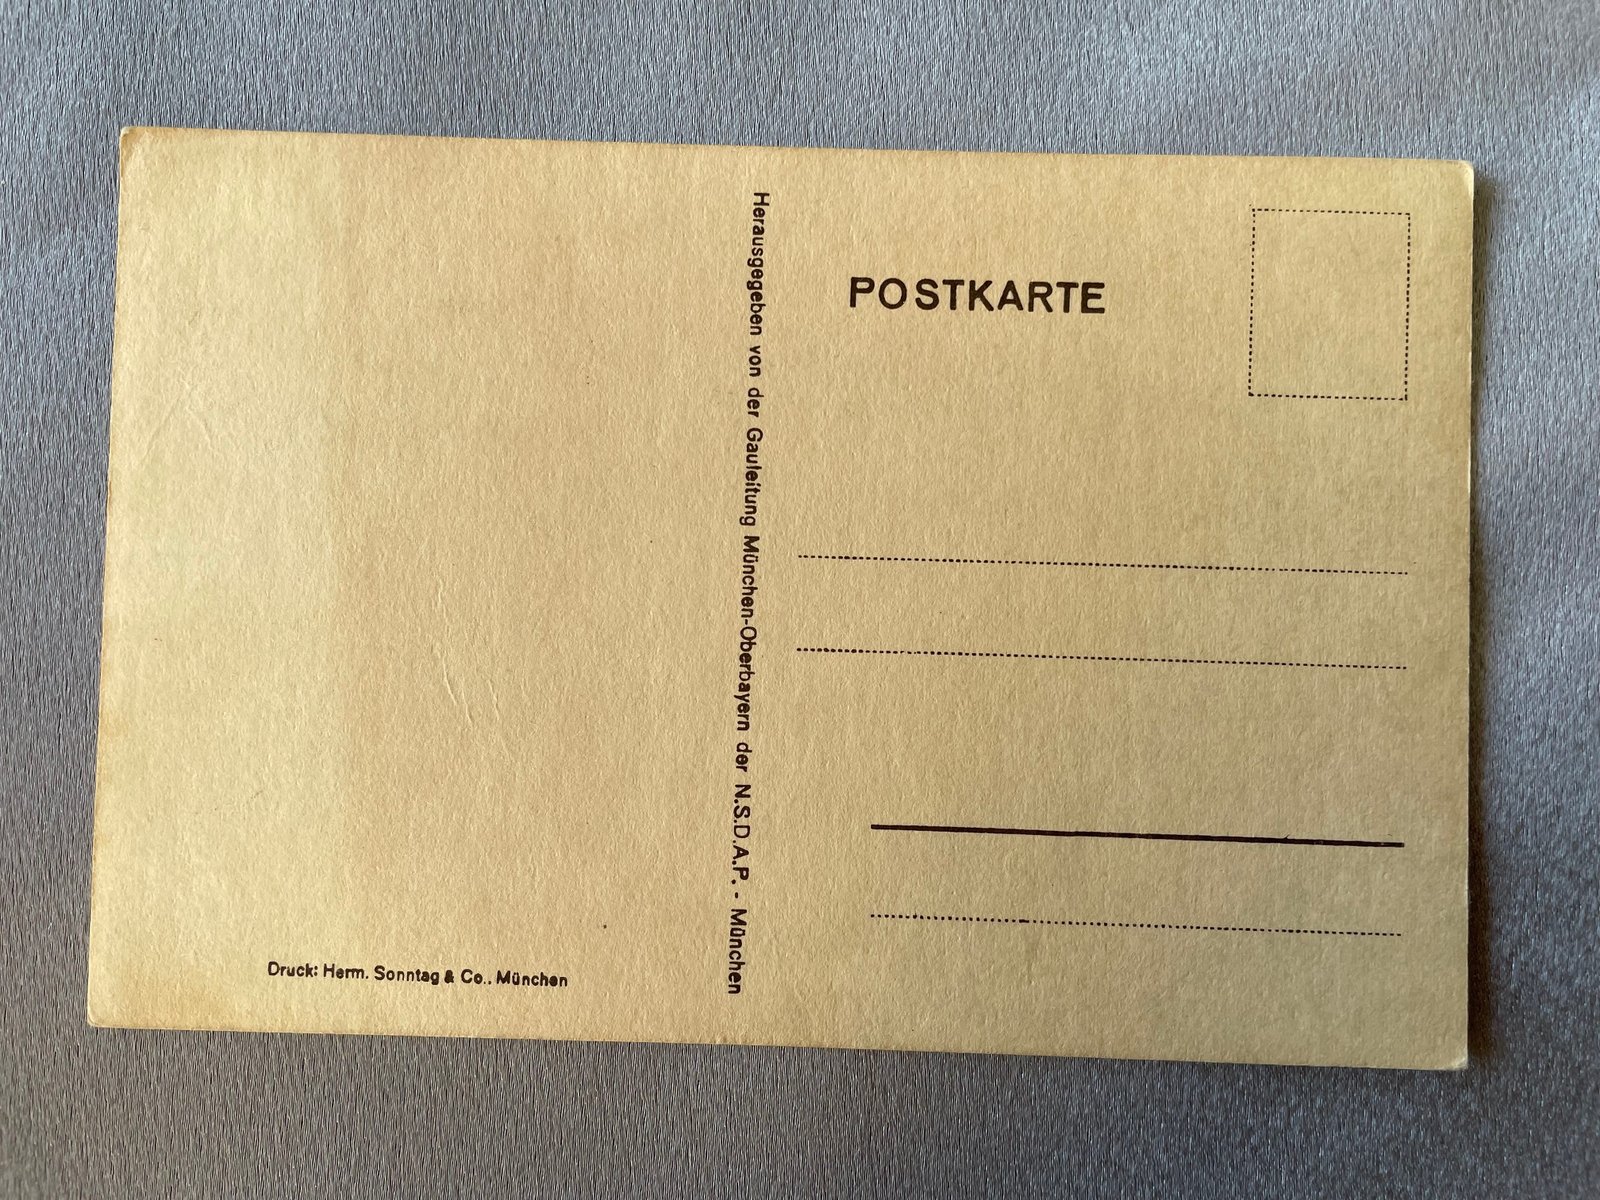 Herausgegeben von der Gauleitung München-Oberbayern der N.S.D.A.P. - München
POSTKARTE
Druck: Herm. Sonntag & Co., München